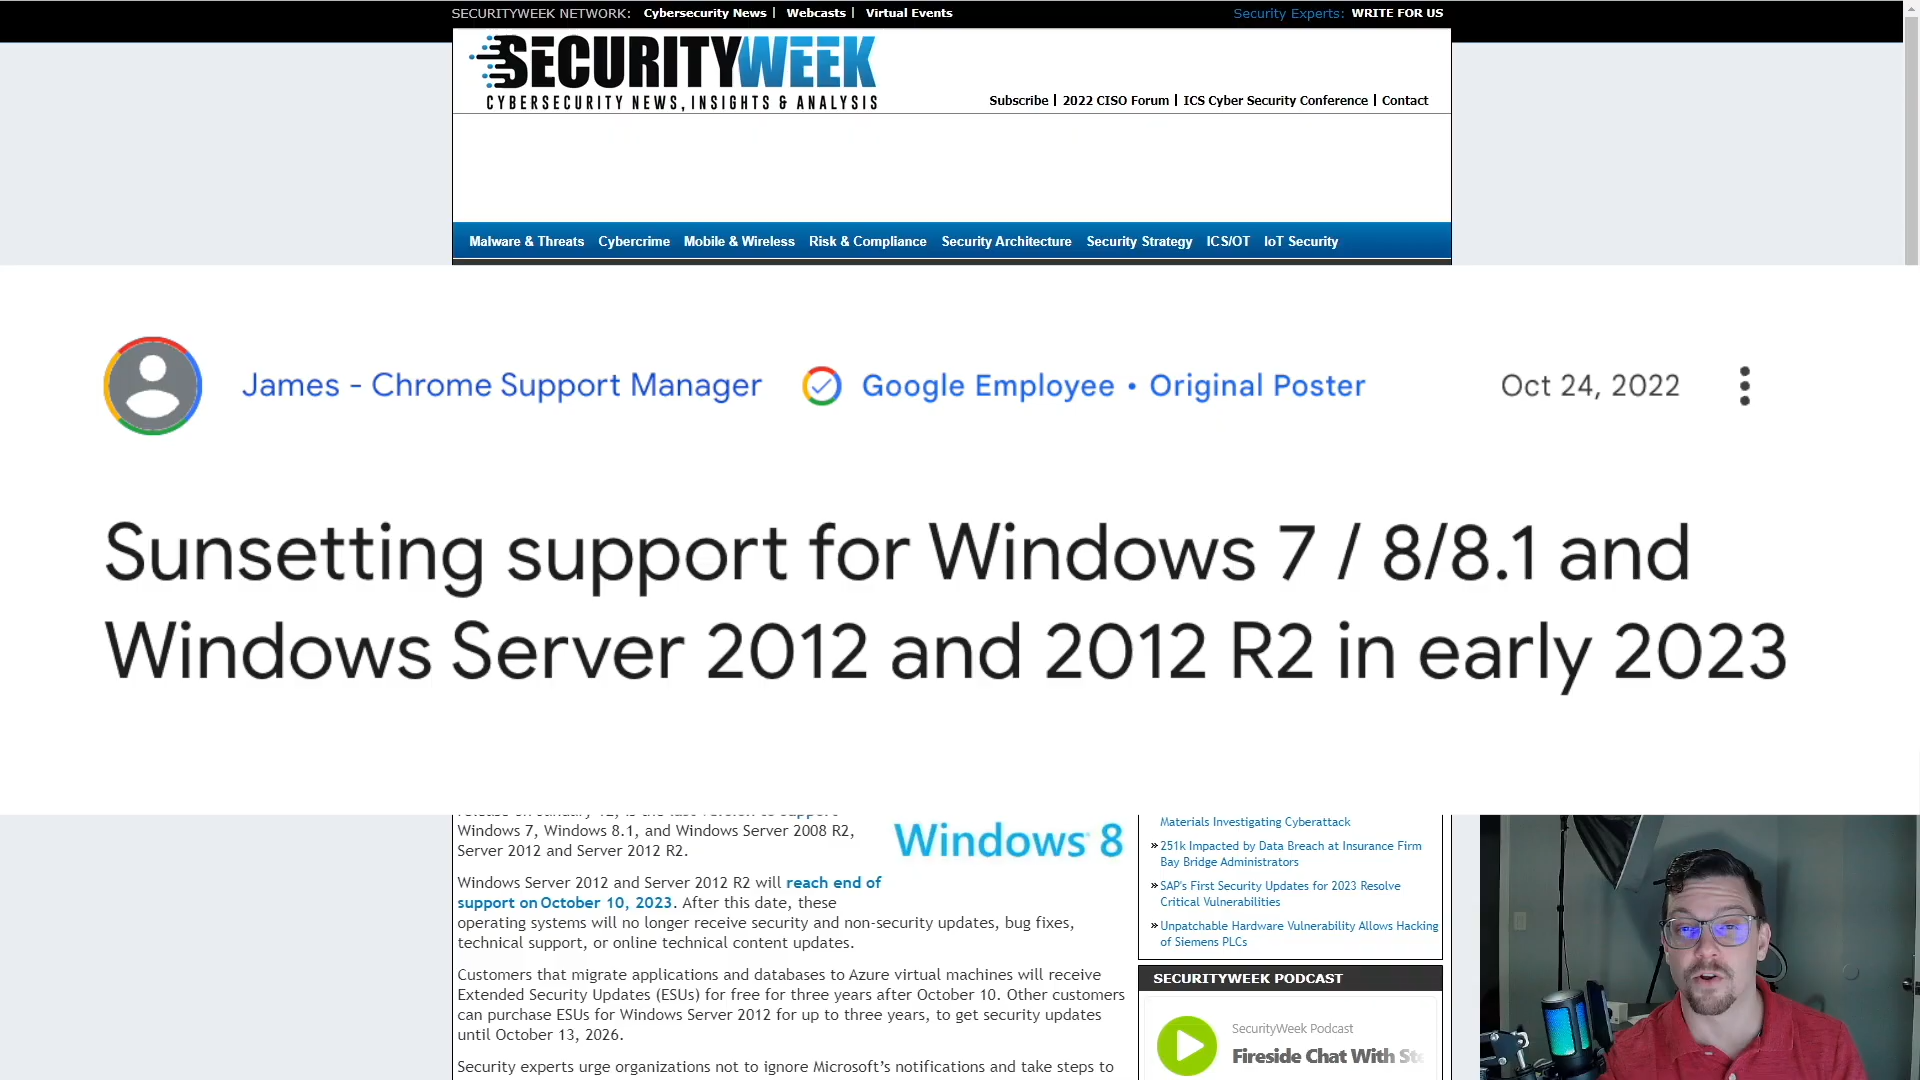 SECURITYWEEK NETWORK: Cybersecurity News | Webcasts | Virtual Events
Security Experts: WRITE FOR US
SECURITYWEEK
CYBERSECURITY NEWS, INSIGHTS & ANALYSIS
Subscribe | 2022 CISO Forum | ICS Cyber Security Conference | Contact
Malware & Threats Cybercrime Mobile & Wireless Risk & Compliance Security Architecture Security Strategy ICS/OT IoT Security
James - Chrome Support Manager Google Employee • Original Poster Oct 24, 2022
Sunsetting support for Windows 7 / 8/8.1 and
Windows Server 2012 and 2012 R2 in early 2023
Windows 7, Windows 8.1, and Windows Server 2008 R2,
Server 2012 and Server 2012 R2.
Windows 8
Windows Server 2012 and Server 2012 R2 will reach end of
support on October 10, 2023. After this date, these
operating systems will no longer receive security and non-security updates, bug fixes,
technical support, or online technical content updates.
Customers that migrate applications and databases to Azure virtual machines will receive
Extended Security Updates (ESUs) for free for three years after October 10. Other customers
can purchase ESUs for Windows Server 2012 for up to three years, to get security updates
until October 13, 2026.
Security experts urge organizations not to ignore Microsoft's notifications and take steps to
Materials Investigating Cyberattack
» 251k Impacted by Data Breach at Insurance Firm
Bay Bridge Administrators
» SAP's First Security Updates for 2023 Resolve
Critical Vulnerabilities
» Unpatchable Hardware Vulnerability Allows Hacking
of Siemens PLCs
SECURITYWEEK PODCAST
SecurityWeek Podcast
Fireside Chat With